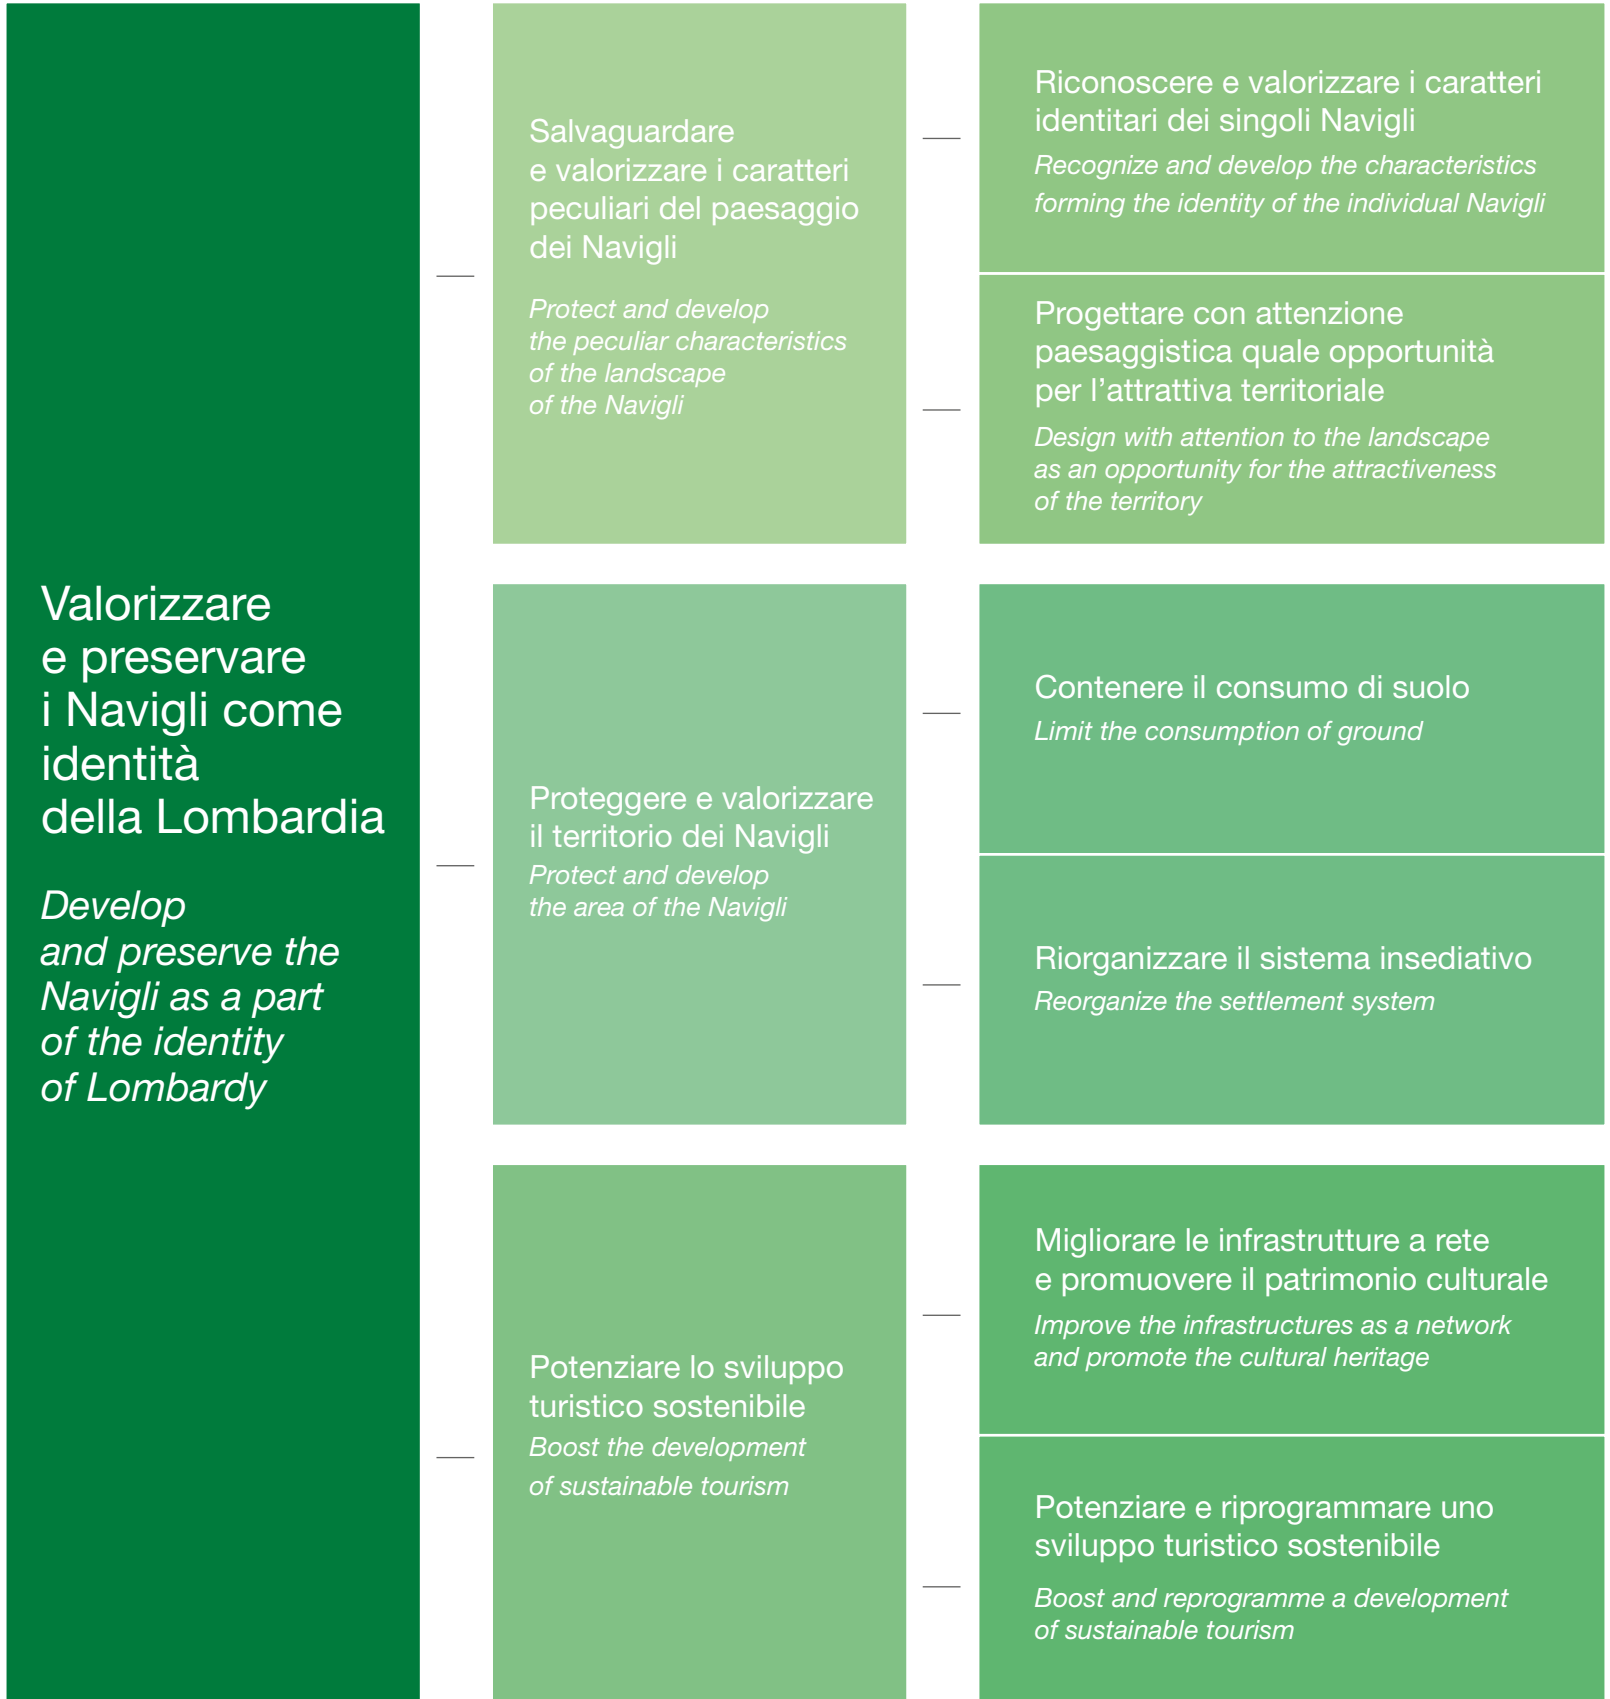 Valorizzare
e preservare
i Navigli come
identità
della Lombardia
Develop
and preserve the
Navigli as a part
of the identity
of Lombardy
Salvaguardare
e valorizzare i caratteri
peculiari del paesaggio
dei Navigli
Protect and develop
the peculiar characteristics
of the landscape
of the Navigli
Riconoscere e valorizzare i caratteri
identitari dei singoli Navigli
Recognize and develop the characteristics
forming the identity of the individual Navigli
Progettare con attenzione
paesaggistica quale opportunità
per l'attrattiva territoriale
Design with attention to the landscape
as an opportunity for the attractiveness
of the territory
Proteggere e valorizzare
il territorio dei Navigli
Protect and develop
the area of the Navigli
Contenere il consumo di suolo
Limit the consumption of ground
Riorganizzare il sistema insediativo
Reorganize the settlement system
Potenziare lo sviluppo
turistico sostenibile
Boost the development
of sustainable tourism
Migliorare le infrastrutture a rete
e promuovere il patrimonio culturale
Improve the infrastructures as a network
and promote the cultural heritage
Potenziare e riprogrammare uno
sviluppo turistico sostenibile
Boost and reprogramme a development
of sustainable tourism